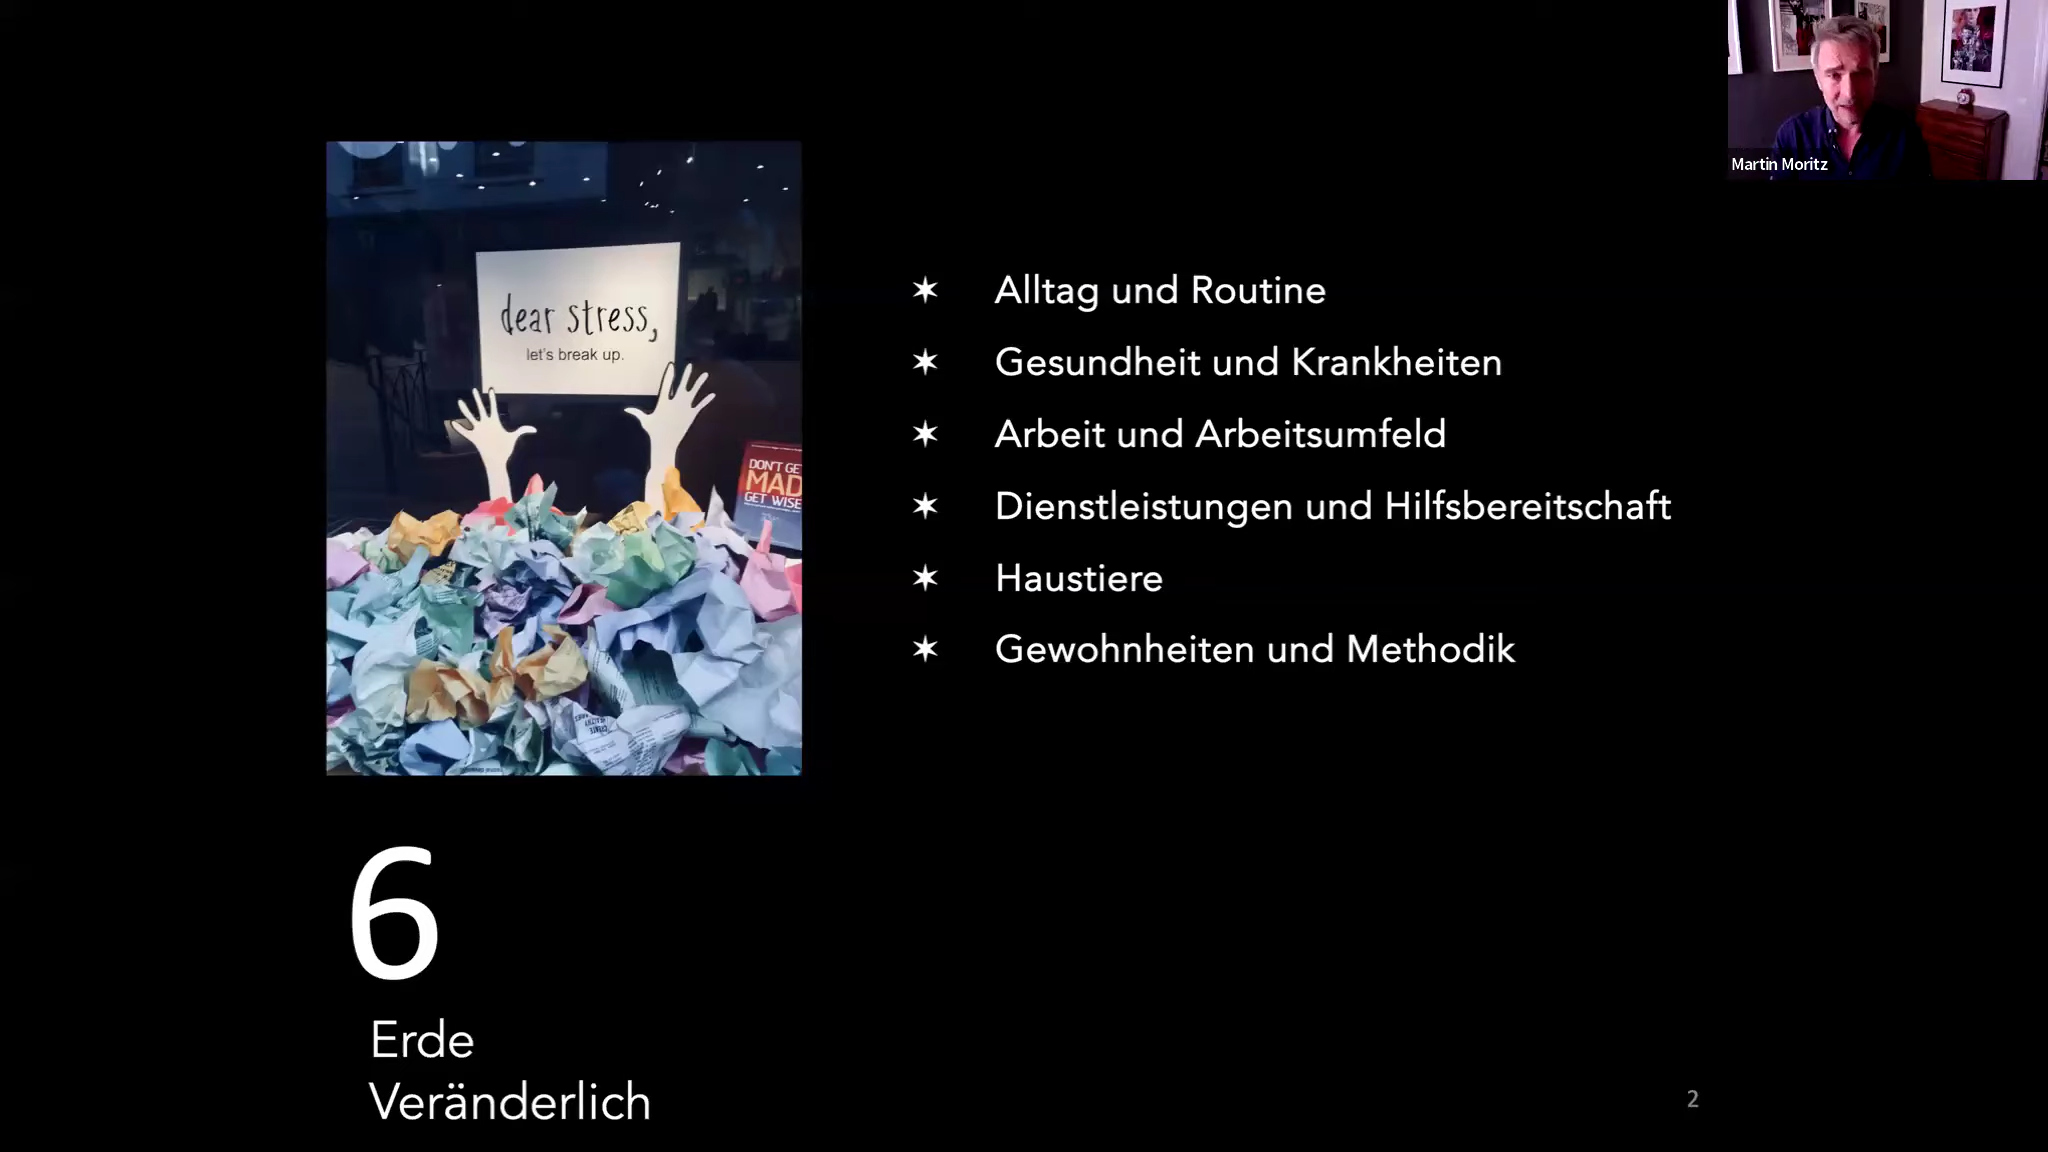 Martin Moritz
dear stress,
let's break up.
DON'T GE
MAD
GET WISE
Alltag und Routine
Gesundheit und Krankheiten
Arbeit und Arbeitsumfeld
Dienstleistungen und Hilfsbereitschaft
Haustiere
Gewohnheiten und Methodik
6
Erde
Veränderlich
2